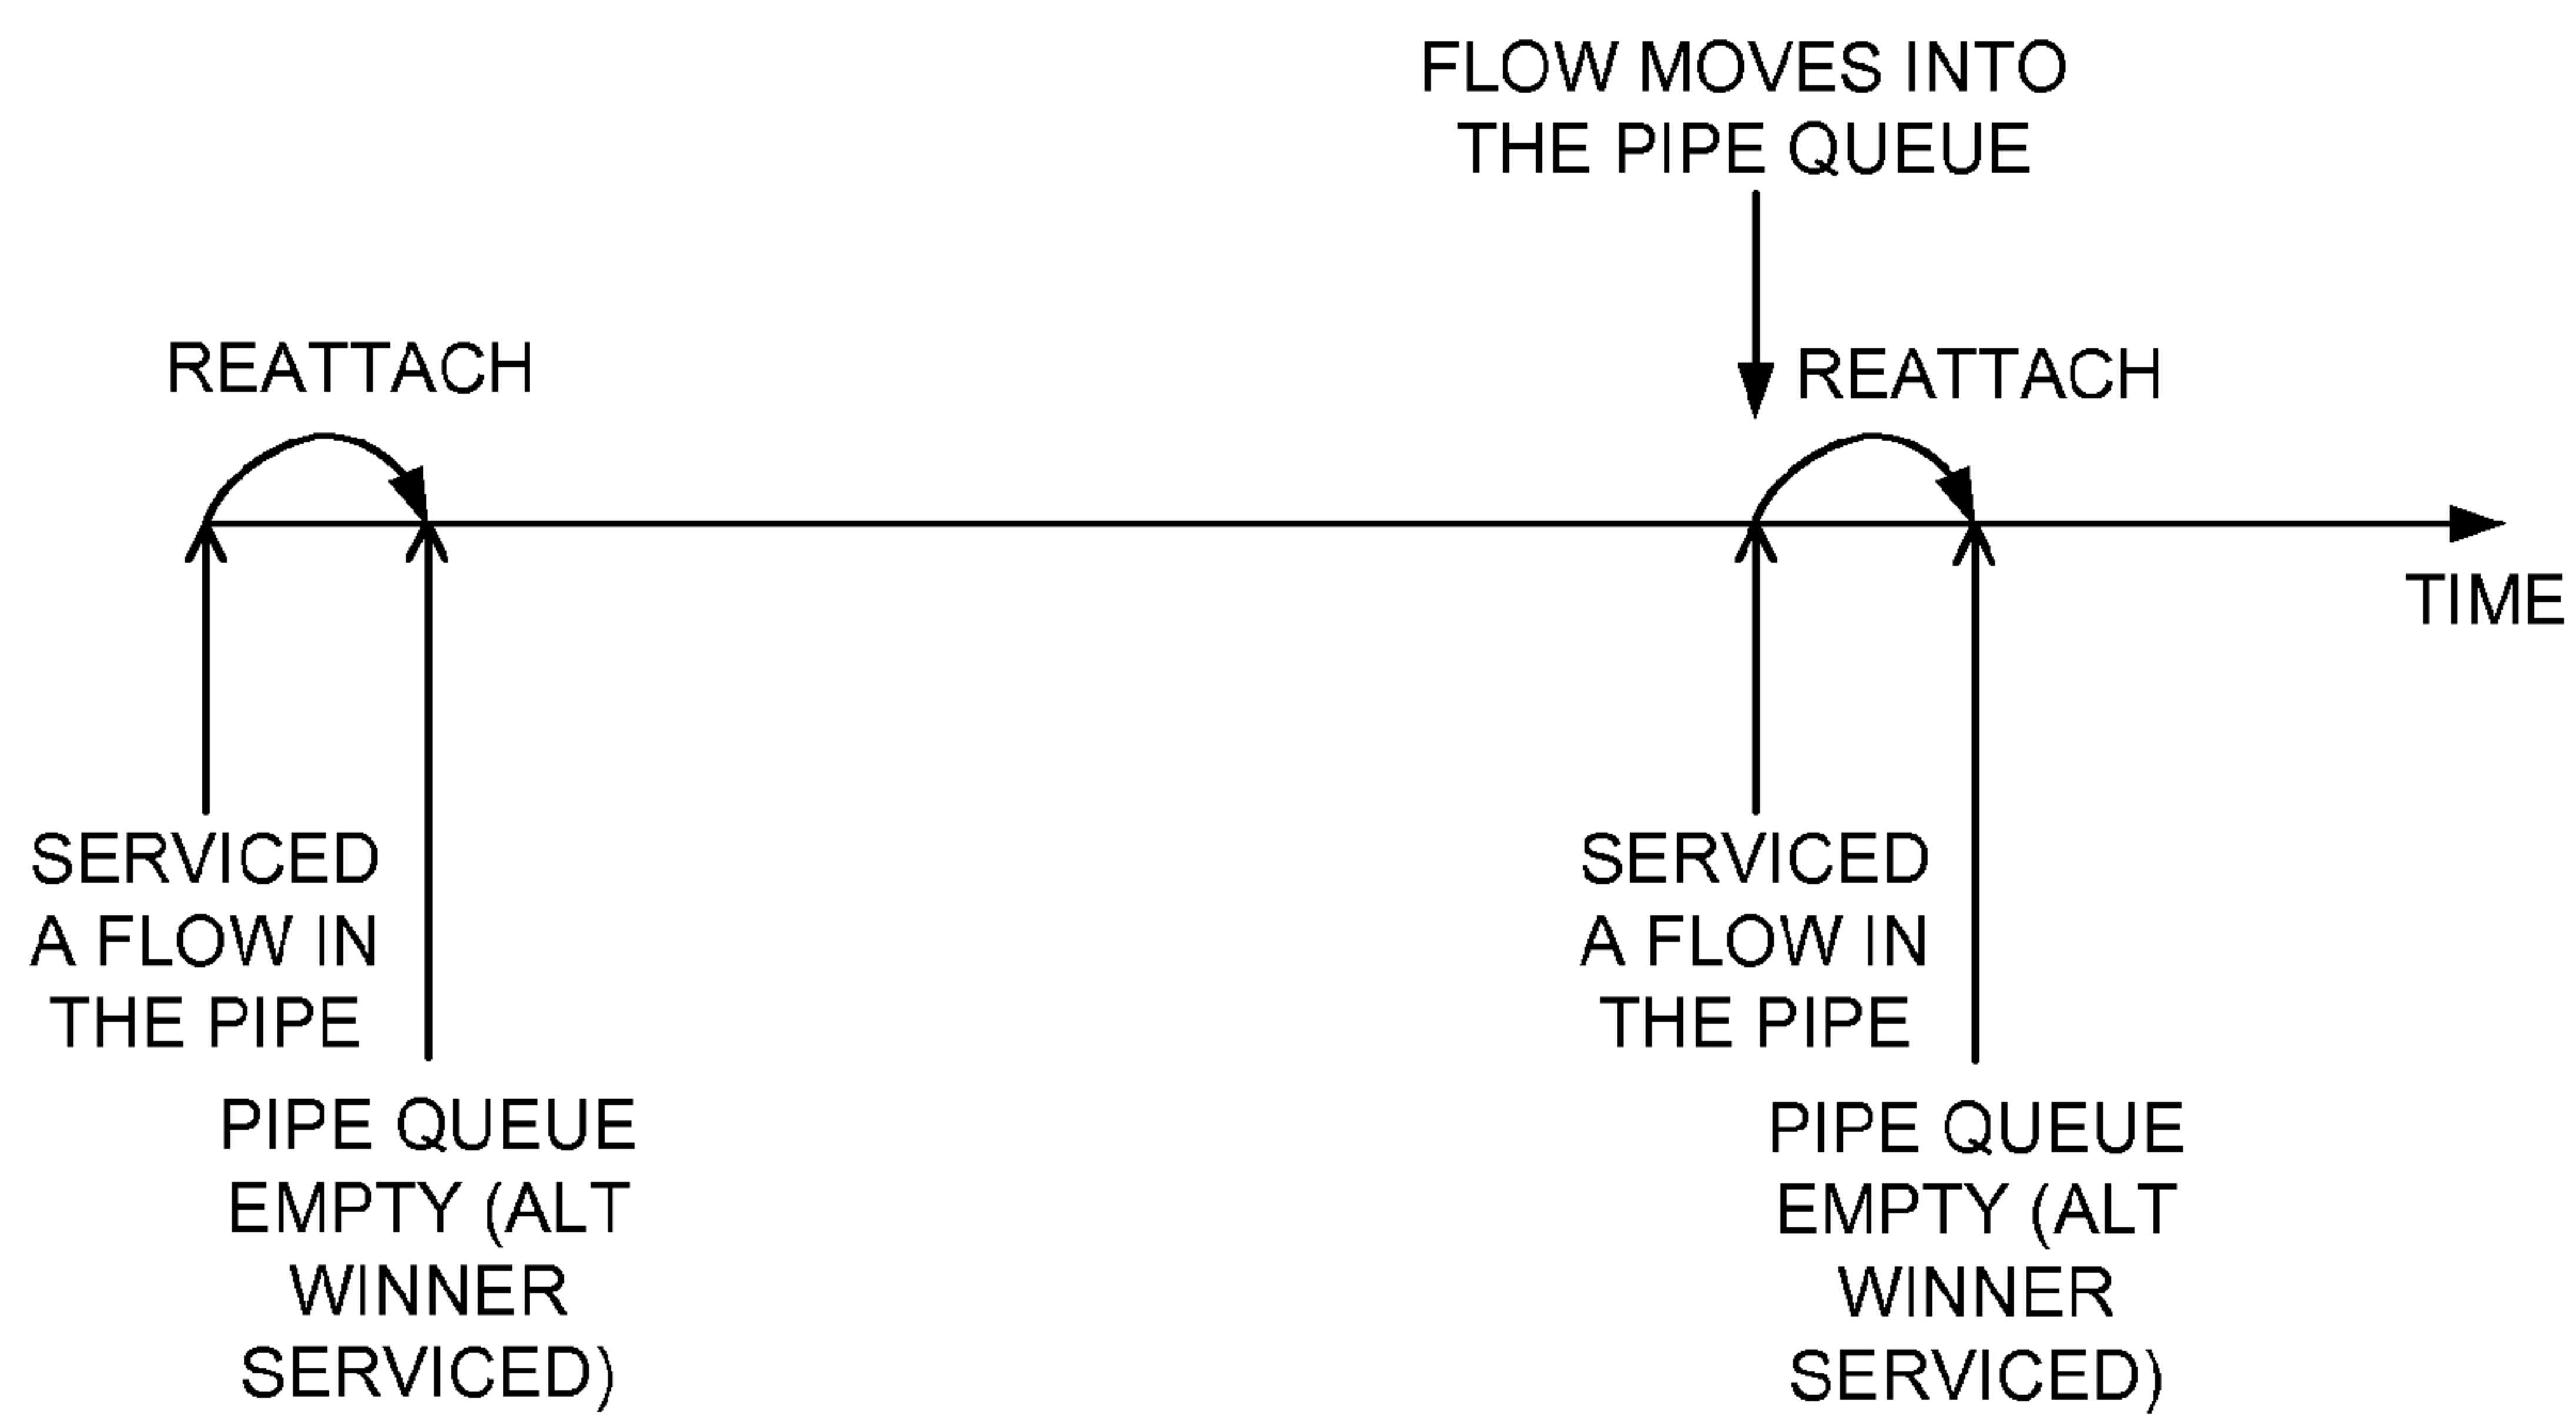 FLOW MOVES INTO
THE PIPE QUEUE
REATTACH
REATTACH
TIME
SERVICED
A FLOW IN
THE PIPE
SERVICED
A FLOW IN
THE PIPE
PIPE QUEUE
EMPTY (ALT
WINNER
SERVICED)
PIPE QUEUE
EMPTY (ALT
WINNER
SERVICED)